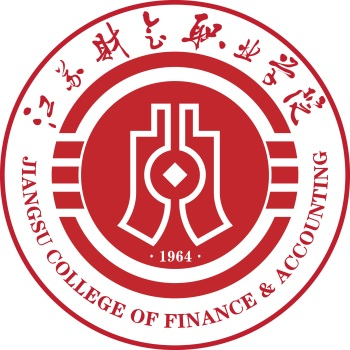 江苏财会职业学院
· 1964 ·
JIANGSU COLLEGE OF FINANCE & ACCOUNTING